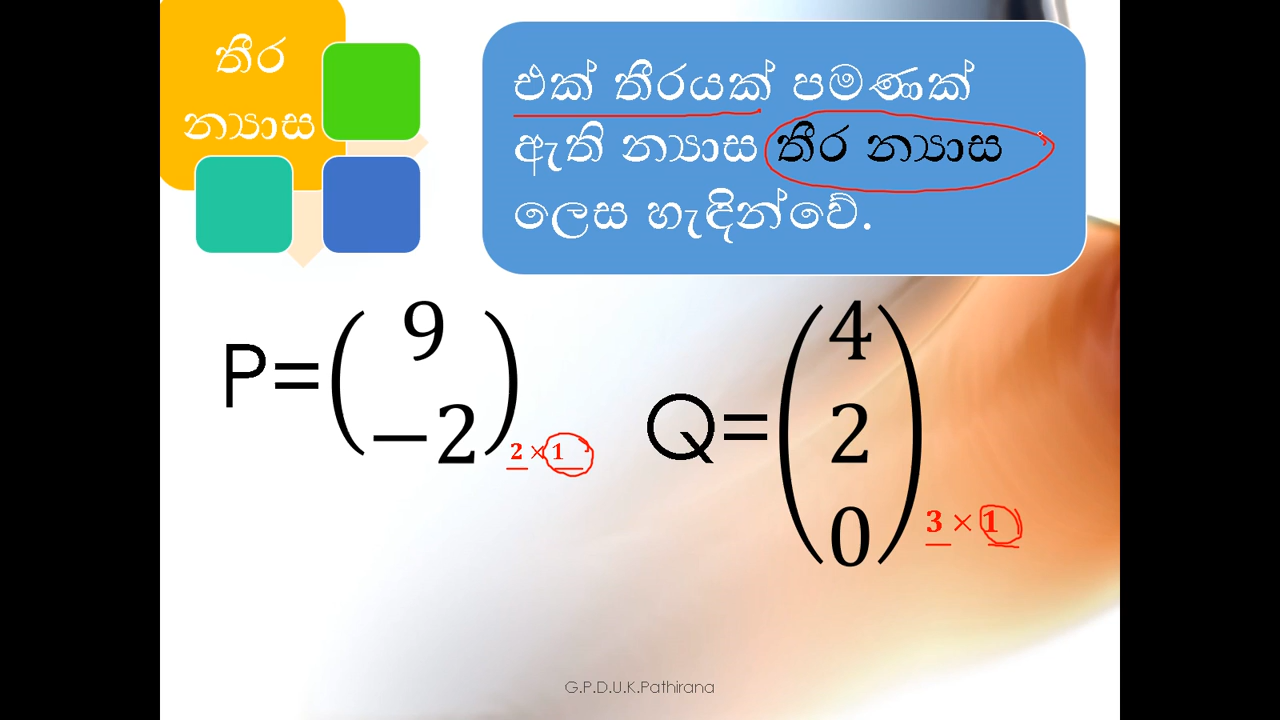 තීර
න්‍යාස
එක් තීරයක් පමණක්
ඇති න්‍යාස තීර න්‍යාස
ලෙස හැඳින්වේ.
P=(9
−2)2 × 1
Q=(4
2
0)3 × 1
G.P.D.U.K.Pathirana